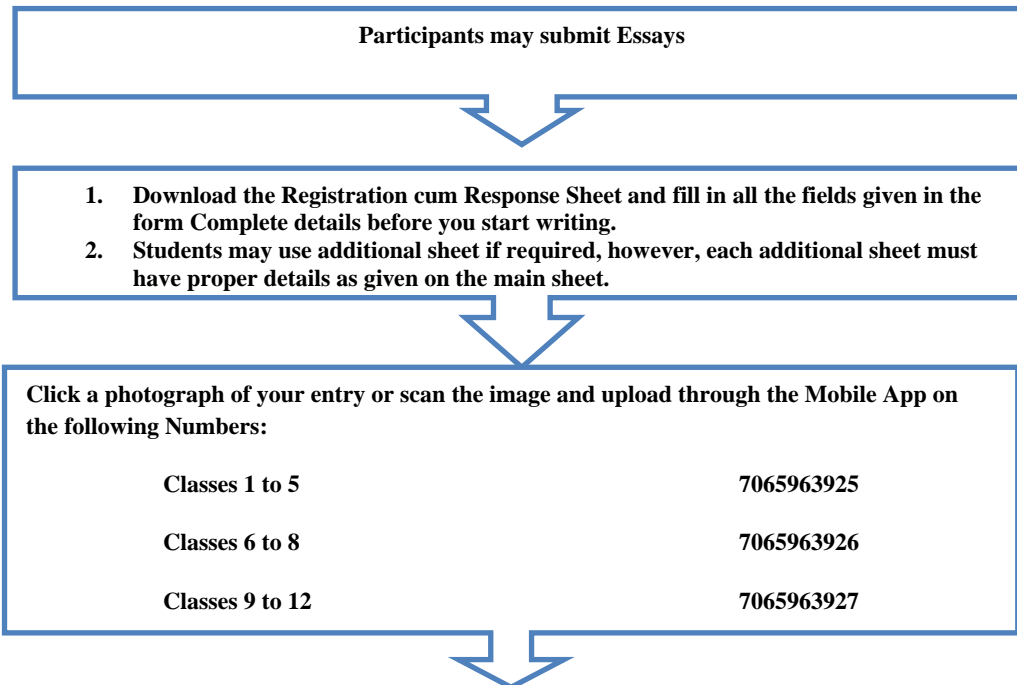 Participants may submit Essays
1. Download the Registration cum Response Sheet and fill in all the fields given in the
form Complete details before you start writing.
2. Students may use additional sheet if required, however, each additional sheet must
have proper details as given on the main sheet.
Click a photograph of your entry or scan the image and upload through the Mobile App on
the following Numbers:
Classes 1 to 5 7065963925
Classes 6 to 8 7065963926
Classes 9 to 12 7065963927